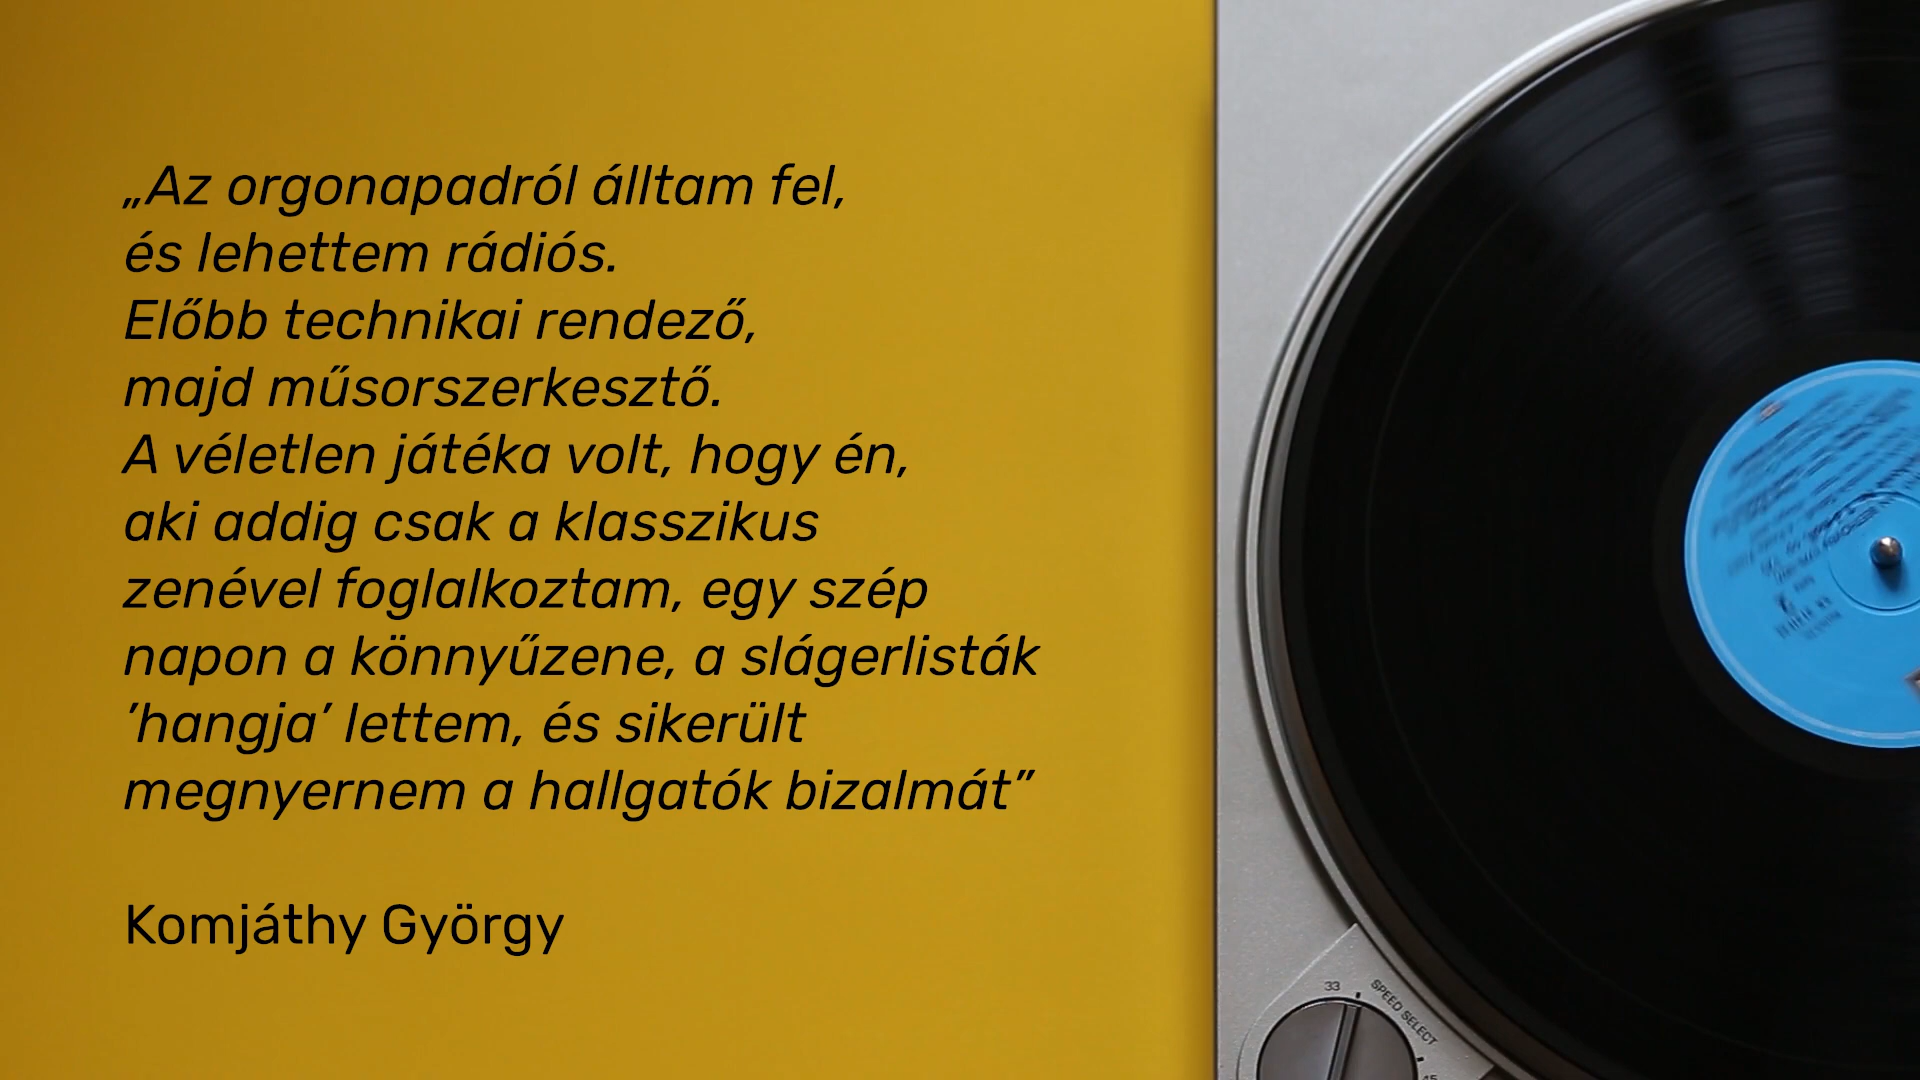 „Az orgonapadról álltam fel,
és lehettem rádiós.
Előbb technikai rendező,
majd műsorszerkesztő.
A véletlen játéka volt, hogy én,
aki addig csak a klasszikus
zenével foglalkoztam, egy szép
napon a könnyűzene, a slágerlisták
’hangja’ lettem, és sikerült
megnyernem a hallgatók bizalmát”
Komjáthy György
33
SPEED SELECT
45